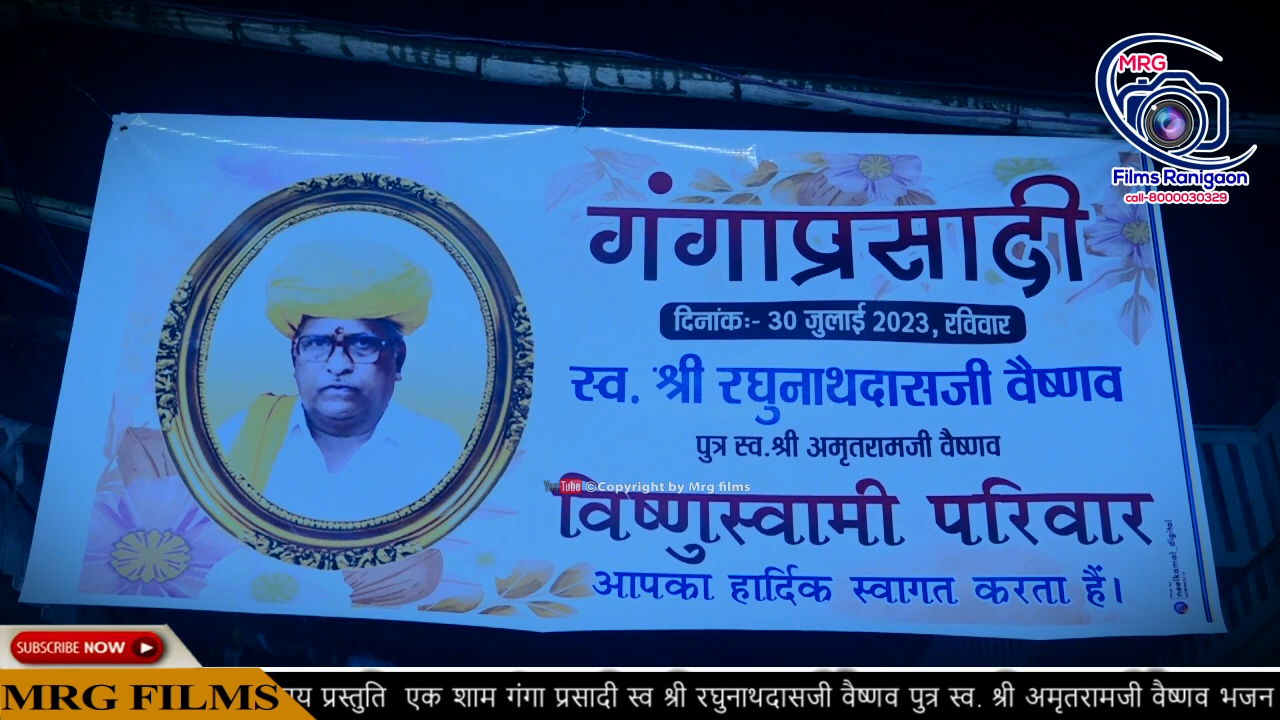 MRG
Films Ranigaon
call-8000030329
गंगाप्रसादी
दिनांकः- 30 जुलाई 2023, रविवार
स्व. श्री रघुनाथदासजी वैष्णव
पुत्र स्व.श्री अमृतरामजी वैष्णव
YouTube ©Copyright by Mrg films
विष्णुस्वामी परिवार
आपका हार्दिक स्वागत करता हैं।
neelkamal_digital
SUBSCRIBE NOW
MRG FILMS
प्रस्तुति एक शाम गंगा प्रसादी स्व श्री रघुनाथदासजी वैष्णव पुत्र स्व. श्री अमृतरामजी वैष्णव भजन